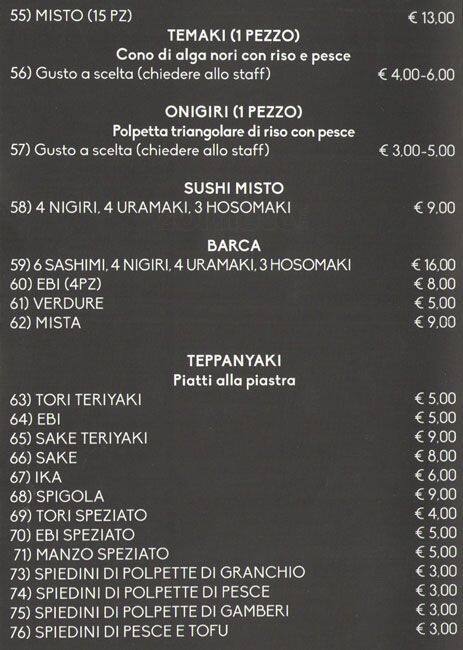 55) MISTO (15 PZ) € 13,00
TEMAKI (1 PEZZO)
Cono di alga nori con riso e pesce
56) Gusto a scelta (chiedere allo staff) € 4,00-6,00
ONIGIRI (1 PEZZO)
Polpetta triangolare di riso con pesce
57) Gusto a scelta (chiedere allo staff) € 3,00-5,00
SUSHI MISTO
58) 4 NIGIRI, 4 URAMAKI, 3 HOSOMAKI € 9,00
BARCA
59) 6 SASHIMI, 4 NIGIRI, 4 URAMAKI, 3 HOSOMAKI € 16,00
60) EBI (4PZ) € 8,00
61) VERDURE € 5,00
62) MISTA € 9,00
TEPPANYAKI
Piatti alla piastra
63) TORI TERIYAKI € 5,00
64) EBI € 5,00
65) SAKE TERIYAKI € 9,00
66) SAKE € 8,00
67) IKA € 6,00
68) SPIGOLA € 9,00
69) TORI SPEZIATO € 4,00
70) EBI SPEZIATO € 5,00
71) MANZO SPEZIATO € 5,00
73) SPIEDINI DI POLPETTE DI GRANCHIO € 3,00
74) SPIEDINI DI POLPETTE DI PESCE € 3,00
75) SPIEDINI DI POLPETTE DI GAMBERI € 3,00
76) SPIEDINI DI PESCE E TOFU € 3,00